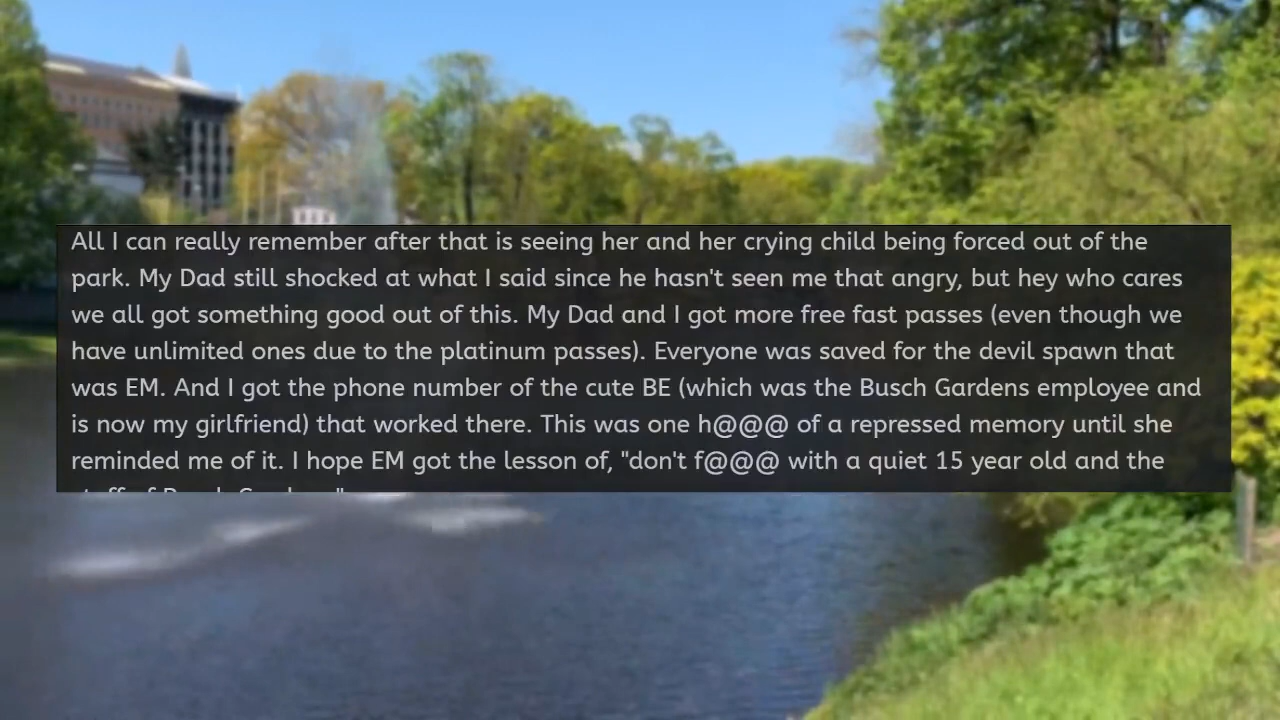 All I can really remember after that is seeing her and her crying child being forced out of the
park. My Dad still shocked at what I said since he hasn't seen me that angry, but hey who cares
we all got something good out of this. My Dad and I got more free fast passes (even though we
have unlimited ones due to the platinum passes). Everyone was saved for the devil spawn that
was EM. And I got the phone number of the cute BE (which was the Busch Gardens employee and
is now my girlfriend) that worked there. This was one h@@@ of a repressed memory until she
reminded me of it. I hope EM got the lesson of, "don't f@@@ with a quiet 15 year old and the